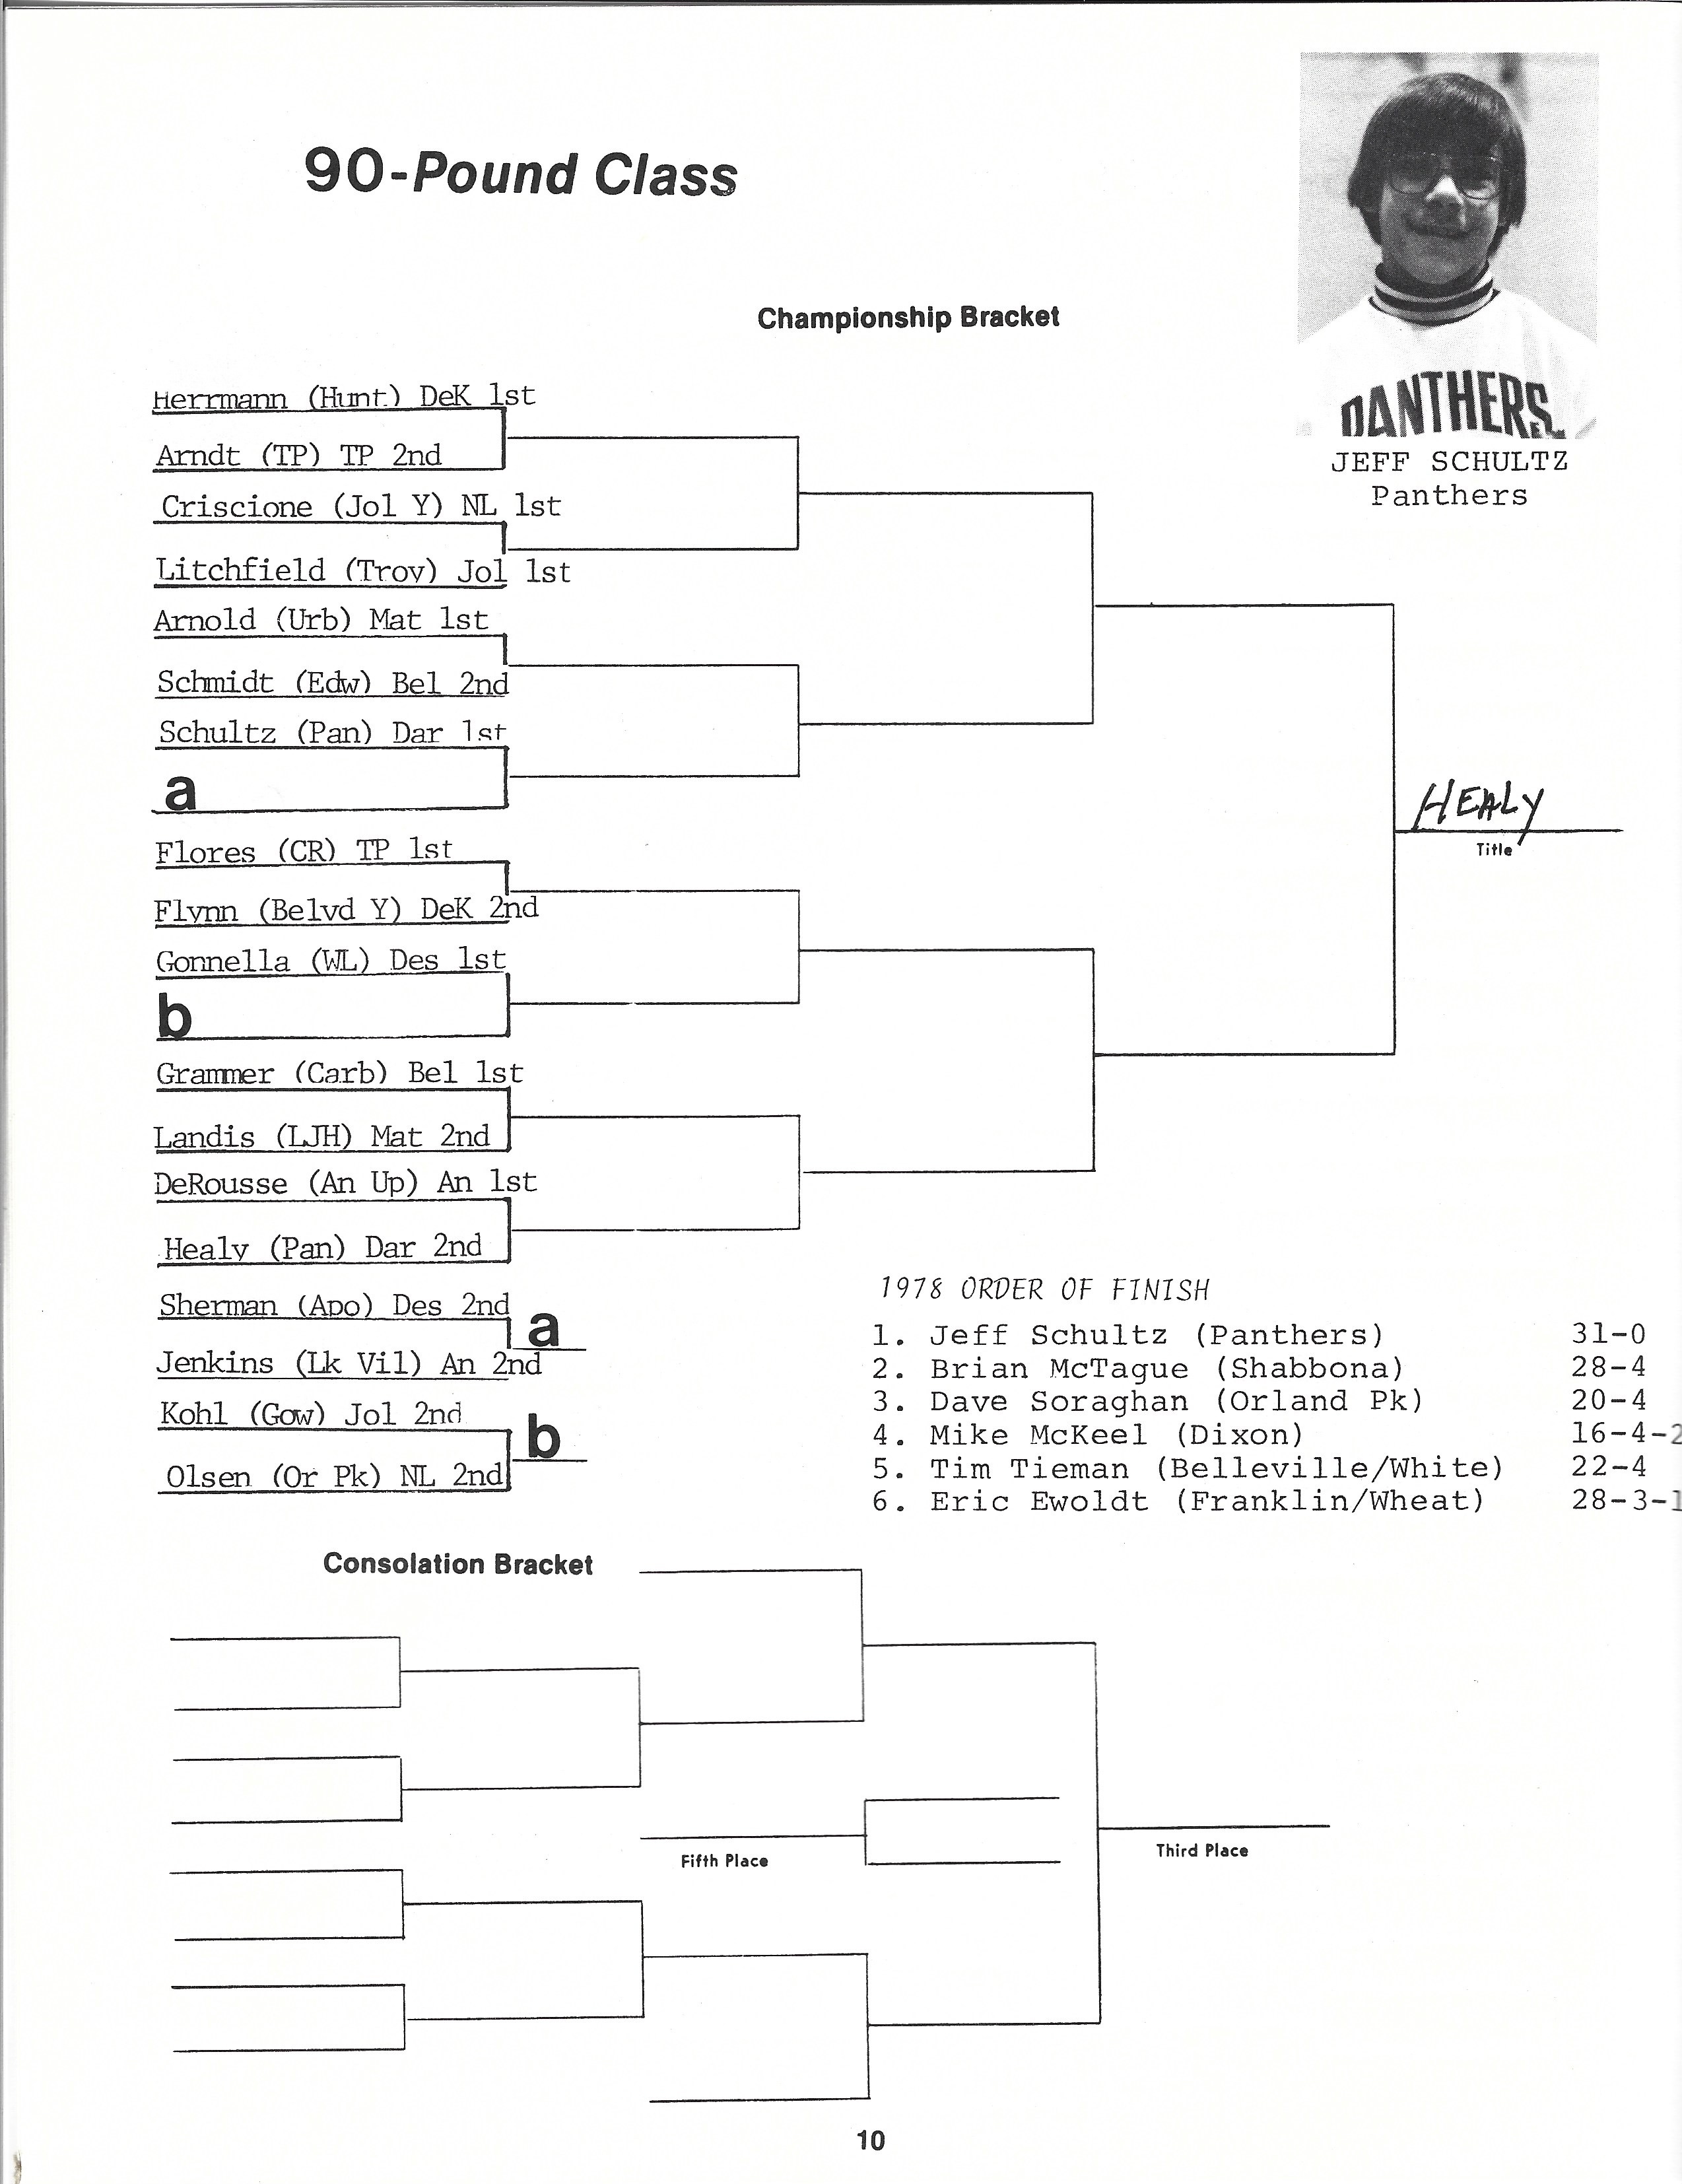 90-Pound Class
Championship Bracket
PANTHERS
JEFF SCHULTZ
Panthers
Herrmann (Hunt) DeK 1st
Arndt (TP) TP 2nd
Criscione (Jol Y) NL 1st
Litchfield (Troy) Jol 1st
Arnold (Urb) Mat 1st
Schmidt (Edw) Bel 2nd
Schultz (Pan) Dar 1st
a
Flores (CR) TP 1st
Flynn (Belvd Y) DeK 2nd
Gonnella (WL) Des 1st
b
Grammer (Carb) Bel 1st
Landis (LJH) Mat 2nd
DeRousse (An Up) An 1st
Healy (Pan) Dar 2nd
Sherman (Apo) Des 2nd
a
Jenkins (Lk Vil) An 2nd
Kohl (Gow) Jol 2nd
b
Olsen (Or Pk) NL 2nd
HEALY
Title
1978 ORDER OF FINISH
1. Jeff Schultz (Panthers) 31-0
2. Brian McTague (Shabbona) 28-4
3. Dave Soraghan (Orland Pk) 20-4
4. Mike McKeel (Dixon) 16-4-2
5. Tim Tieman (Belleville/White) 22-4
6. Eric Ewoldt (Franklin/Wheat) 28-3-1
Consolation Bracket
Fifth Place
Third Place
10